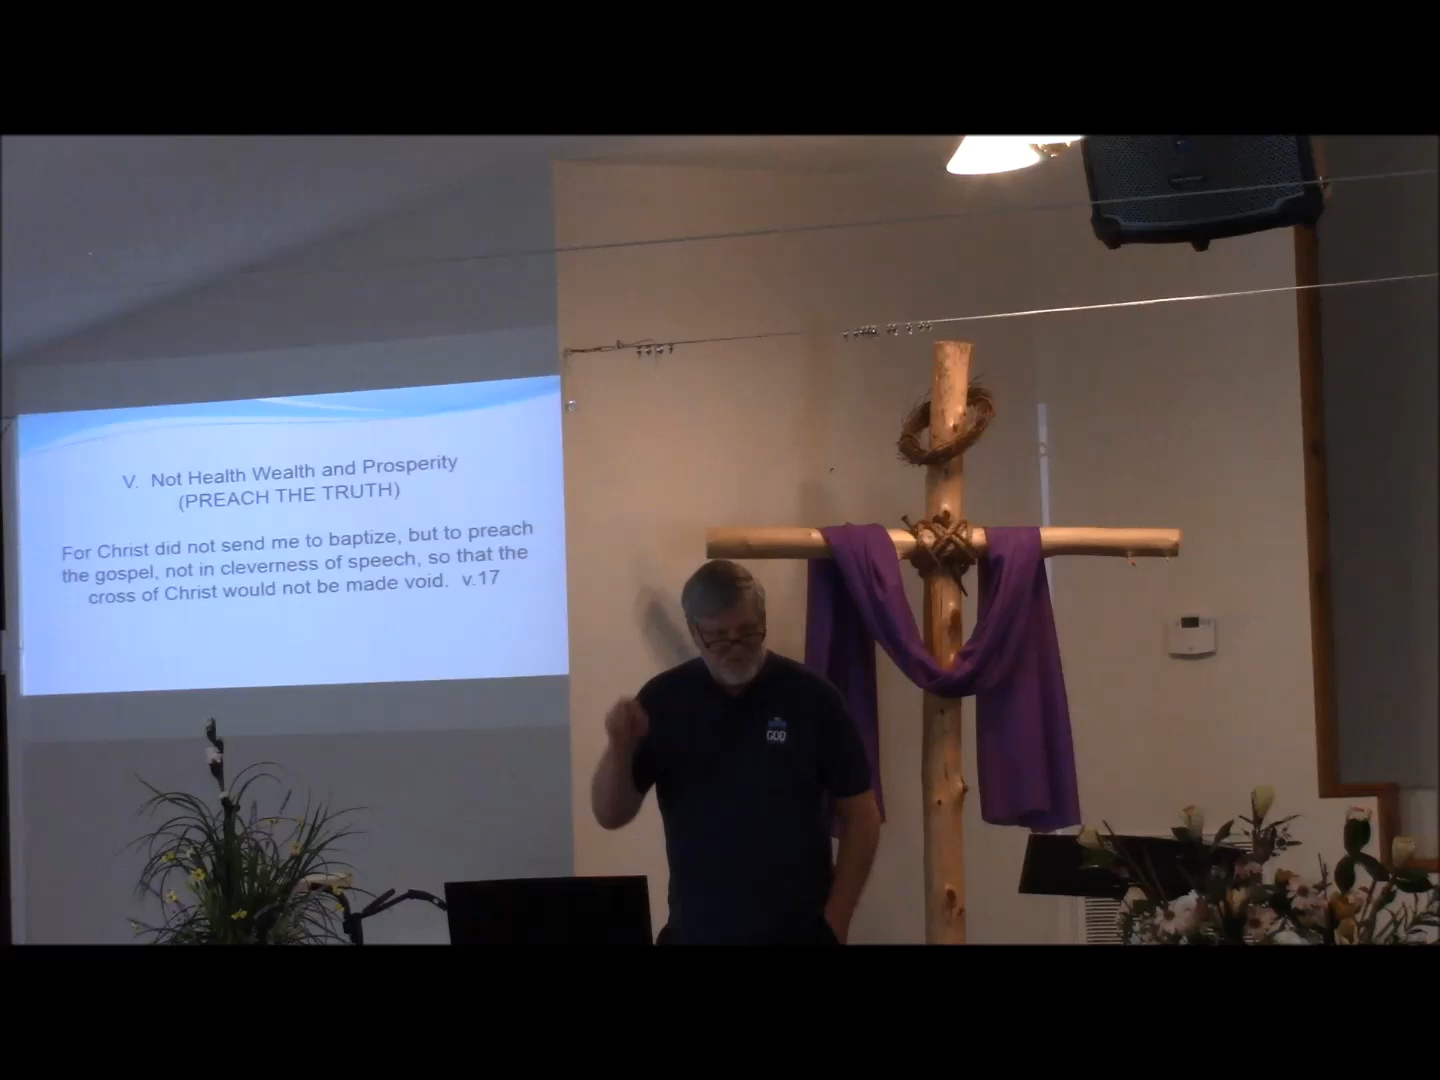 V. Not Health Wealth and Prosperity
(PREACH THE TRUTH)
For Christ did not send me to baptize, but to preach
the gospel, not in cleverness of speech, so that the
cross of Christ would not be made void. v.17
GOD